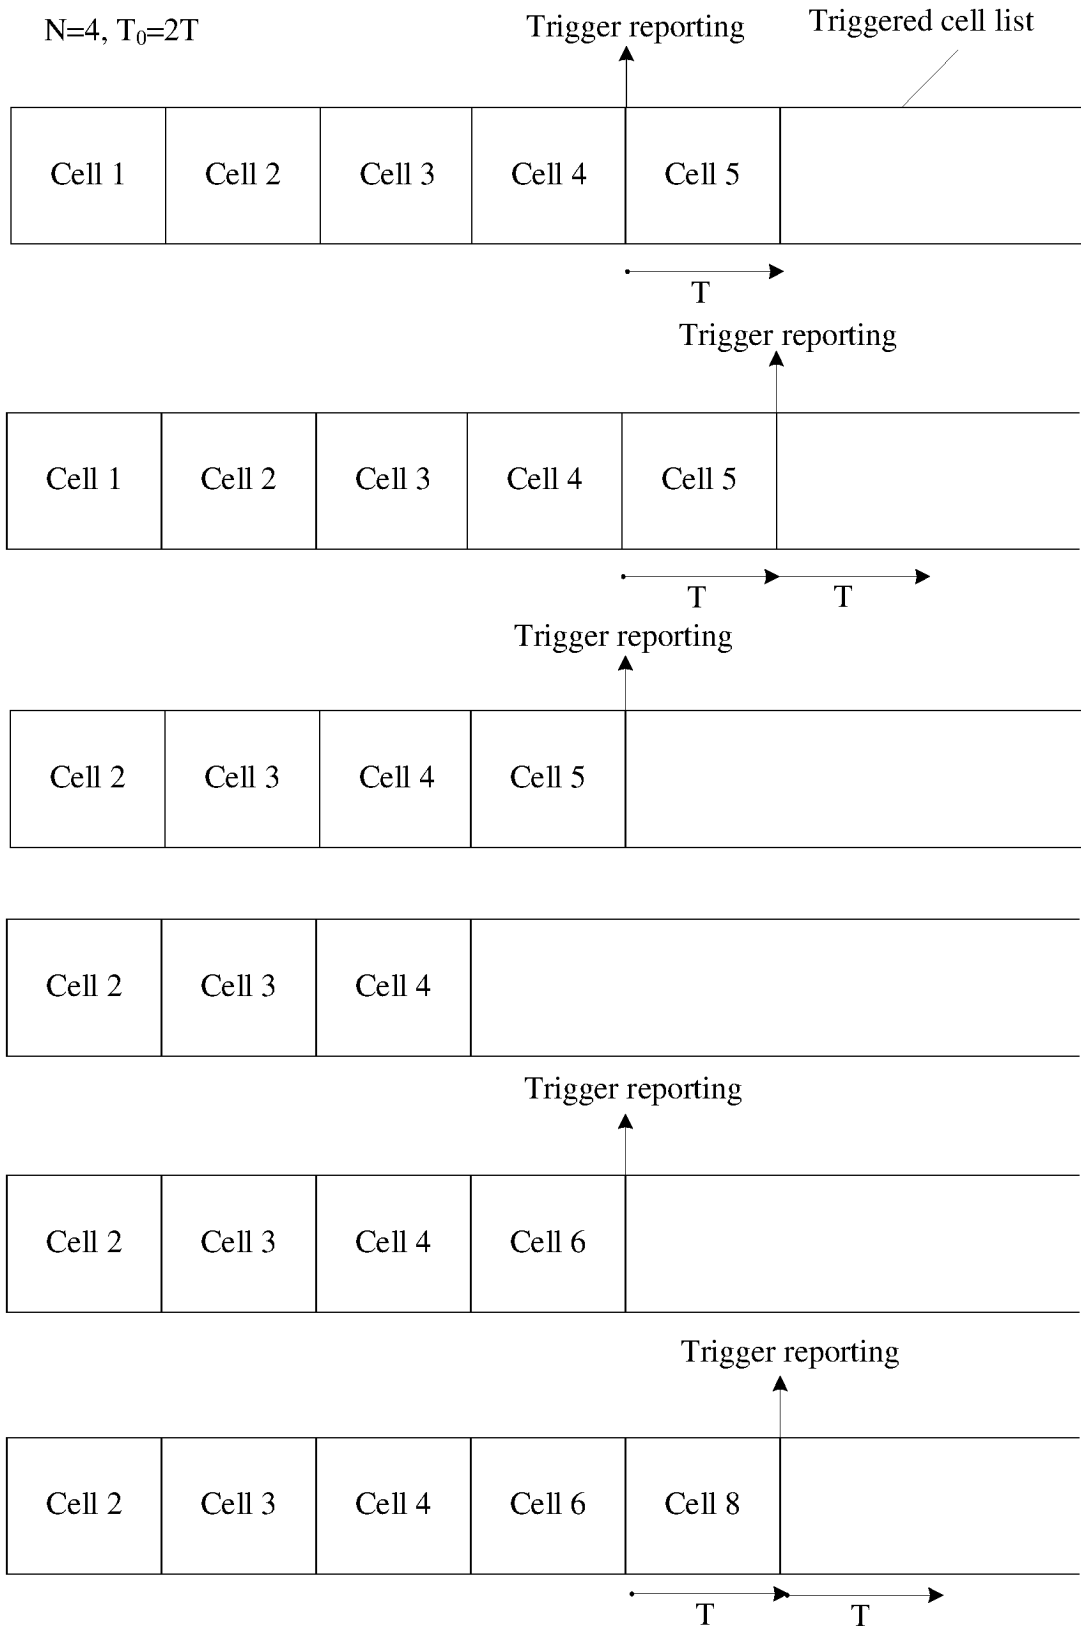 N=4, T₀=2T
Trigger reporting
Triggered cell list
Cell 1 Cell 2 Cell 3 Cell 4 Cell 5
T
Trigger reporting
Cell 1 Cell 2 Cell 3 Cell 4 Cell 5
T T
Trigger reporting
Cell 2 Cell 3 Cell 4 Cell 5
Cell 2 Cell 3 Cell 4
Trigger reporting
Cell 2 Cell 3 Cell 4 Cell 6
Trigger reporting
Cell 2 Cell 3 Cell 4 Cell 6 Cell 8
T T